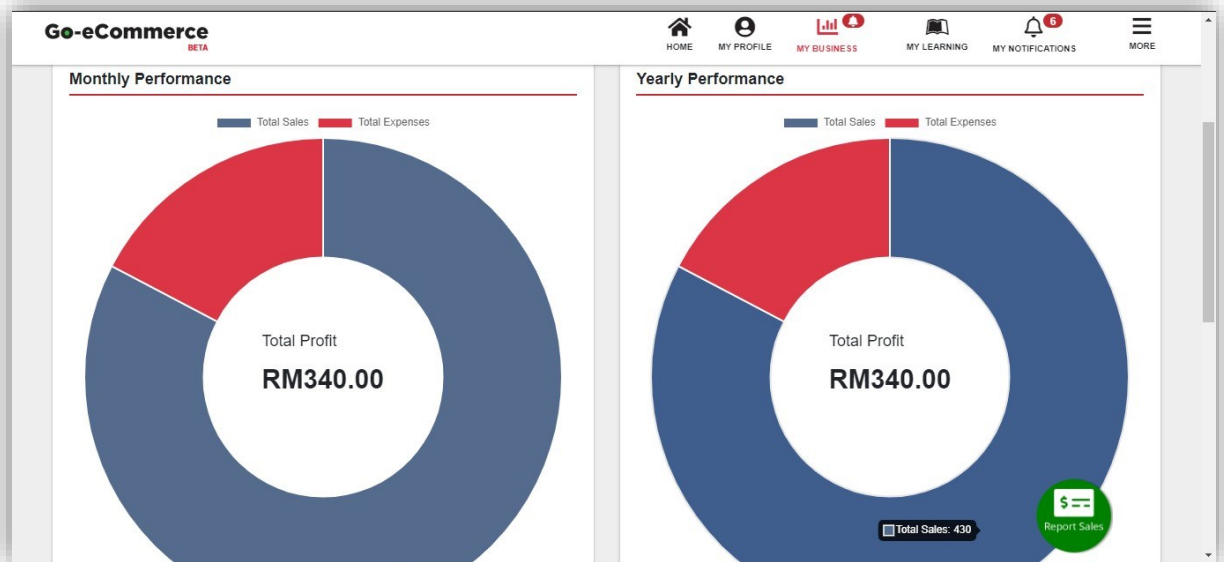 Go-eCommerce
BETA
HOME
MY PROFILE
MY BUSINESS
MY LEARNING
6
MY NOTIFICATIONS
MORE
Monthly Performance
Total Sales Total Expenses
Total Profit
RM340.00
Yearly Performance
Total Sales Total Expenses
Total Profit
RM340.00
Total Sales: 430
$
Report Sales